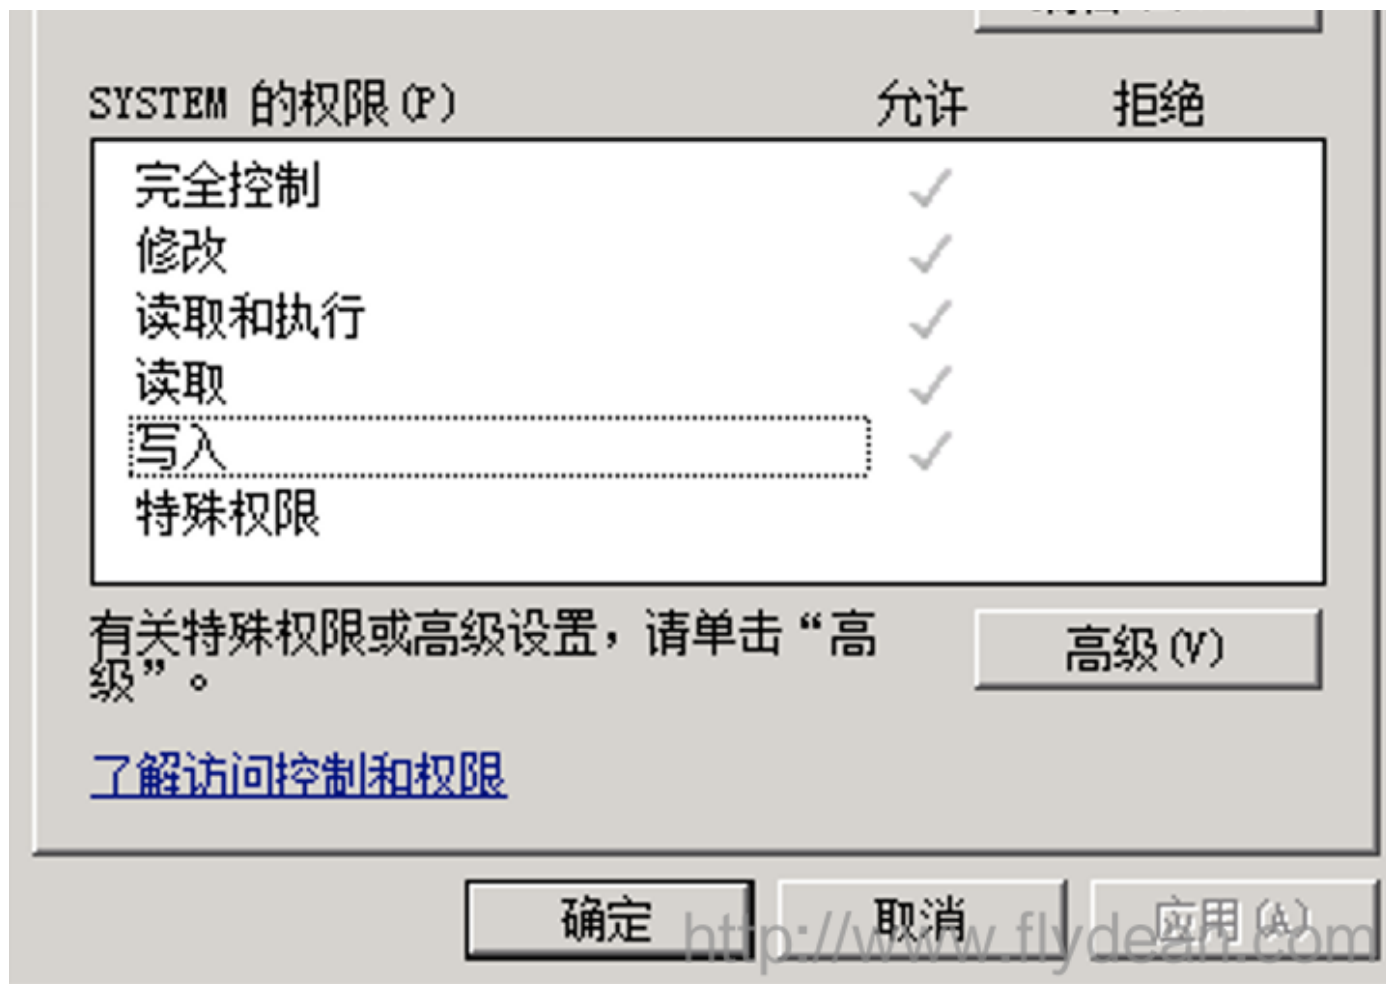 SYSTEM 的权限(P) 允许 拒绝
完全控制
修改
读取和执行
读取
写入
特殊权限
有关特殊权限或高级设置，请单击“高
级”。
高级(V)
了解访问控制和权限
确定 取消 应用(A)
http://www.flydean.com